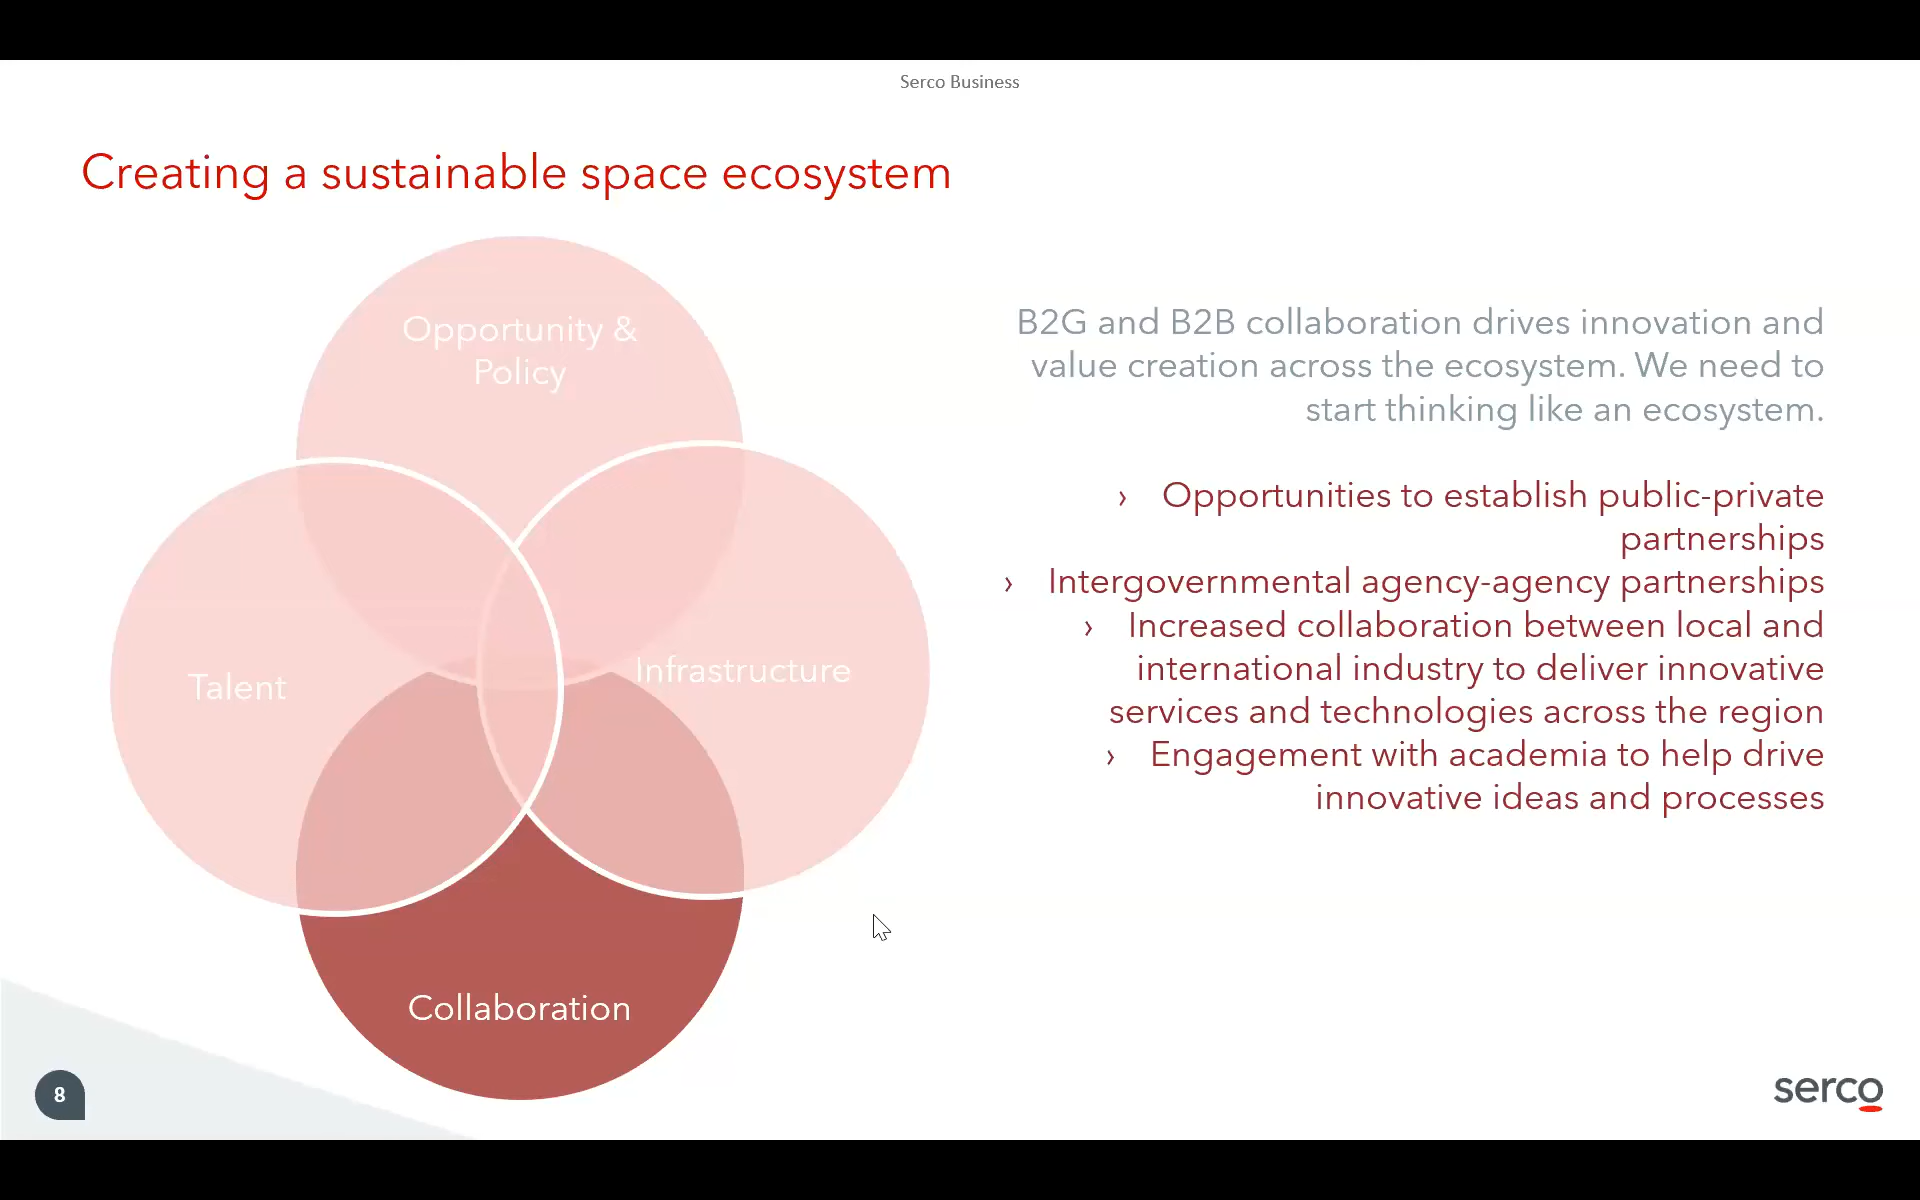 Serco Business
Creating a sustainable space ecosystem
Opportunity &
Policy
Talent
Infrastructure
Collaboration
B2G and B2B collaboration drives innovation and
value creation across the ecosystem. We need to
start thinking like an ecosystem.
› Opportunities to establish public-private
partnerships
› Intergovernmental agency-agency partnerships
› Increased collaboration between local and
international industry to deliver innovative
services and technologies across the region
› Engagement with academia to help drive
innovative ideas and processes
8
serco